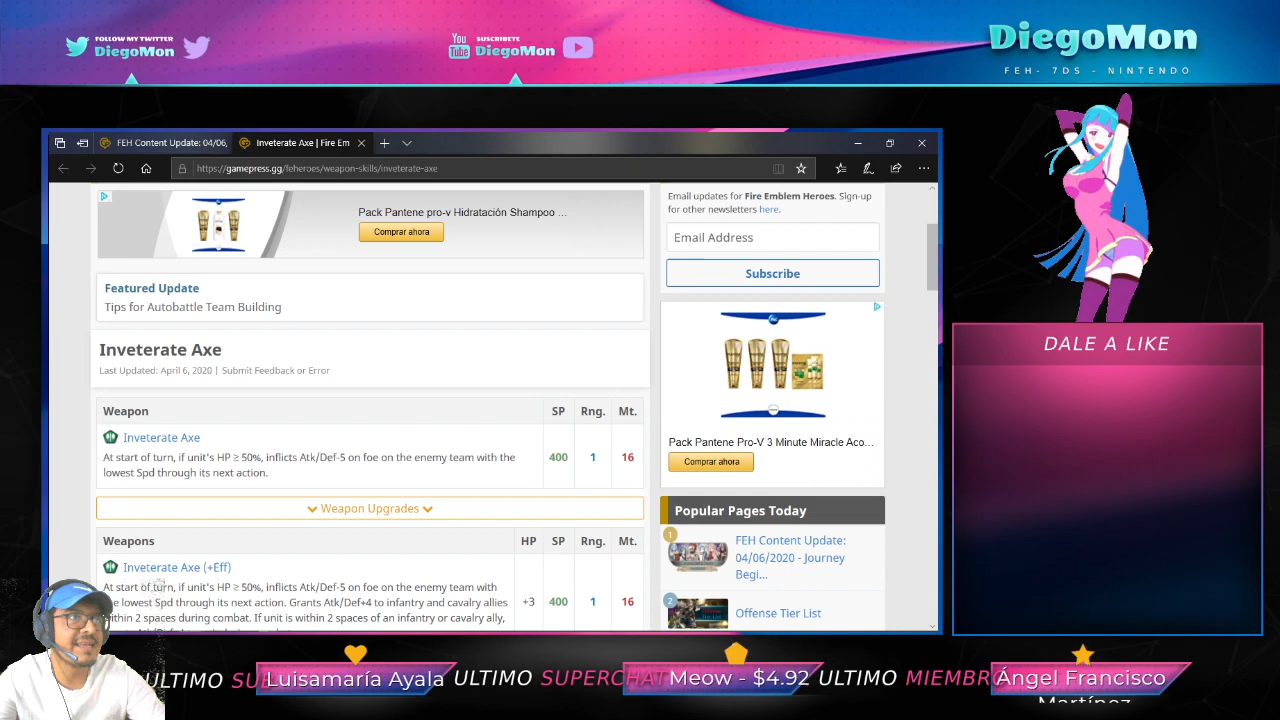 FOLLOW MY TWITTER
DiegoMon
You Tube
SUSCRIBETE
DiegoMon
DiegoMon
FEH- 7DS - NINTENDO
FEH Content Update: 04/06,
Inveterate Axe | Fire Em
https://gamepress.gg/feheroes/weapon-skills/inveterate-axe
Pack Pantene pro-v Hidratación Shampoo ...
Comprar ahora
Featured Update
Tips for Autobattle Team Building
Inveterate Axe
Last Updated: April 6, 2020 | Submit Feedback or Error
Weapon SP Rng. Mt.
Inveterate Axe
At start of turn, if unit's HP ≥ 50%, inflicts Atk/Def-5 on foe on the enemy team with the
lowest Spd through its next action.
400 1 16
Weapon Upgrades
Weapons HP SP Rng. Mt.
Inveterate Axe (+Eff)
At start of turn, if unit's HP ≥ 50%, inflicts Atk/Def-5 on foe on the enemy team with
the lowest Spd through its next action. Grants Atk/Def+4 to infantry and cavalry allies
within 2 spaces during combat. If unit is within 2 spaces of an infantry or cavalry ally,
+3 400 1 16
Email updates for Fire Emblem Heroes. Sign-up
for other newsletters here.
Email Address
Subscribe
Pack Pantene Pro-V 3 Minute Miracle Aco...
Comprar ahora
Popular Pages Today
1
FEH Content Update:
04/06/2020 - Journey
Begi...
2
Offense Tier List
DALE A LIKE
ULTIMO SU
Luisamaría Ayala
ULTIMO SUPERCHAT
Meow - $4.92
ULTIMO MIEMBRO
Ángel Francisco
Martínez